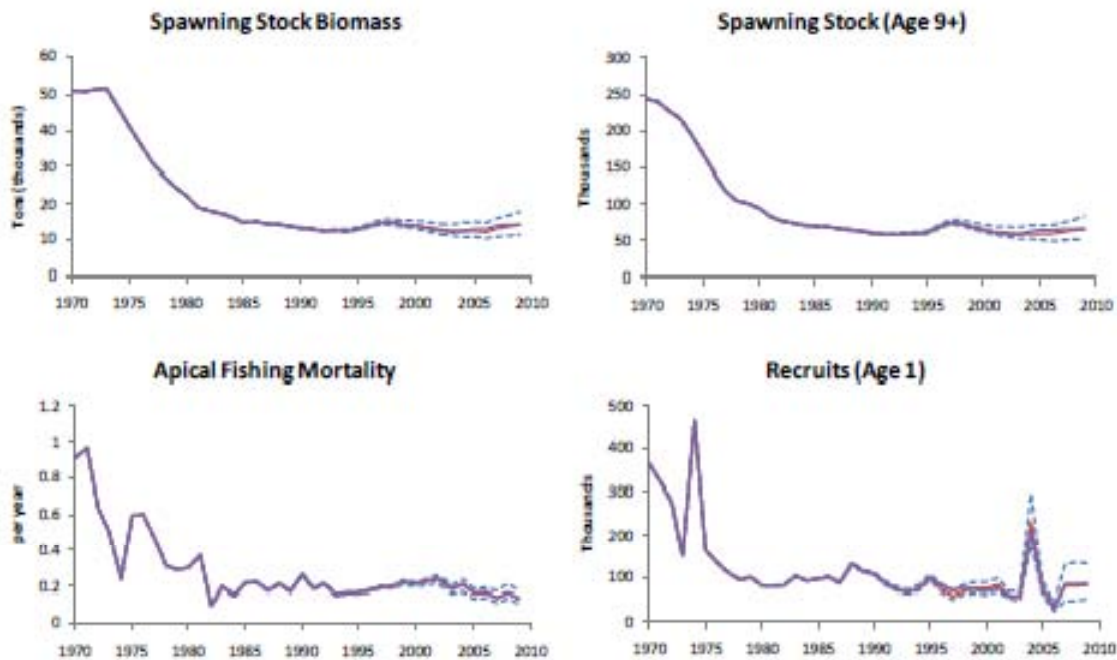 Spawning Stock Biomass
Tons (thousands)
60
50
40
30
20
10
0
1970 1975 1980 1985 1990 1995 2000 2005 2010
Spawning Stock (Age 9+)
Thousands
300
250
200
150
100
50
0
1970 1975 1980 1985 1990 1995 2000 2005 2010
Apical Fishing Mortality
per year
1.2
1
0.8
0.6
0.4
0.2
0
1970 1975 1980 1985 1990 1995 2000 2005 2010
Recruits (Age 1)
Thousands
500
400
300
200
100
0
1970 1975 1980 1985 1990 1995 2000 2005 2010